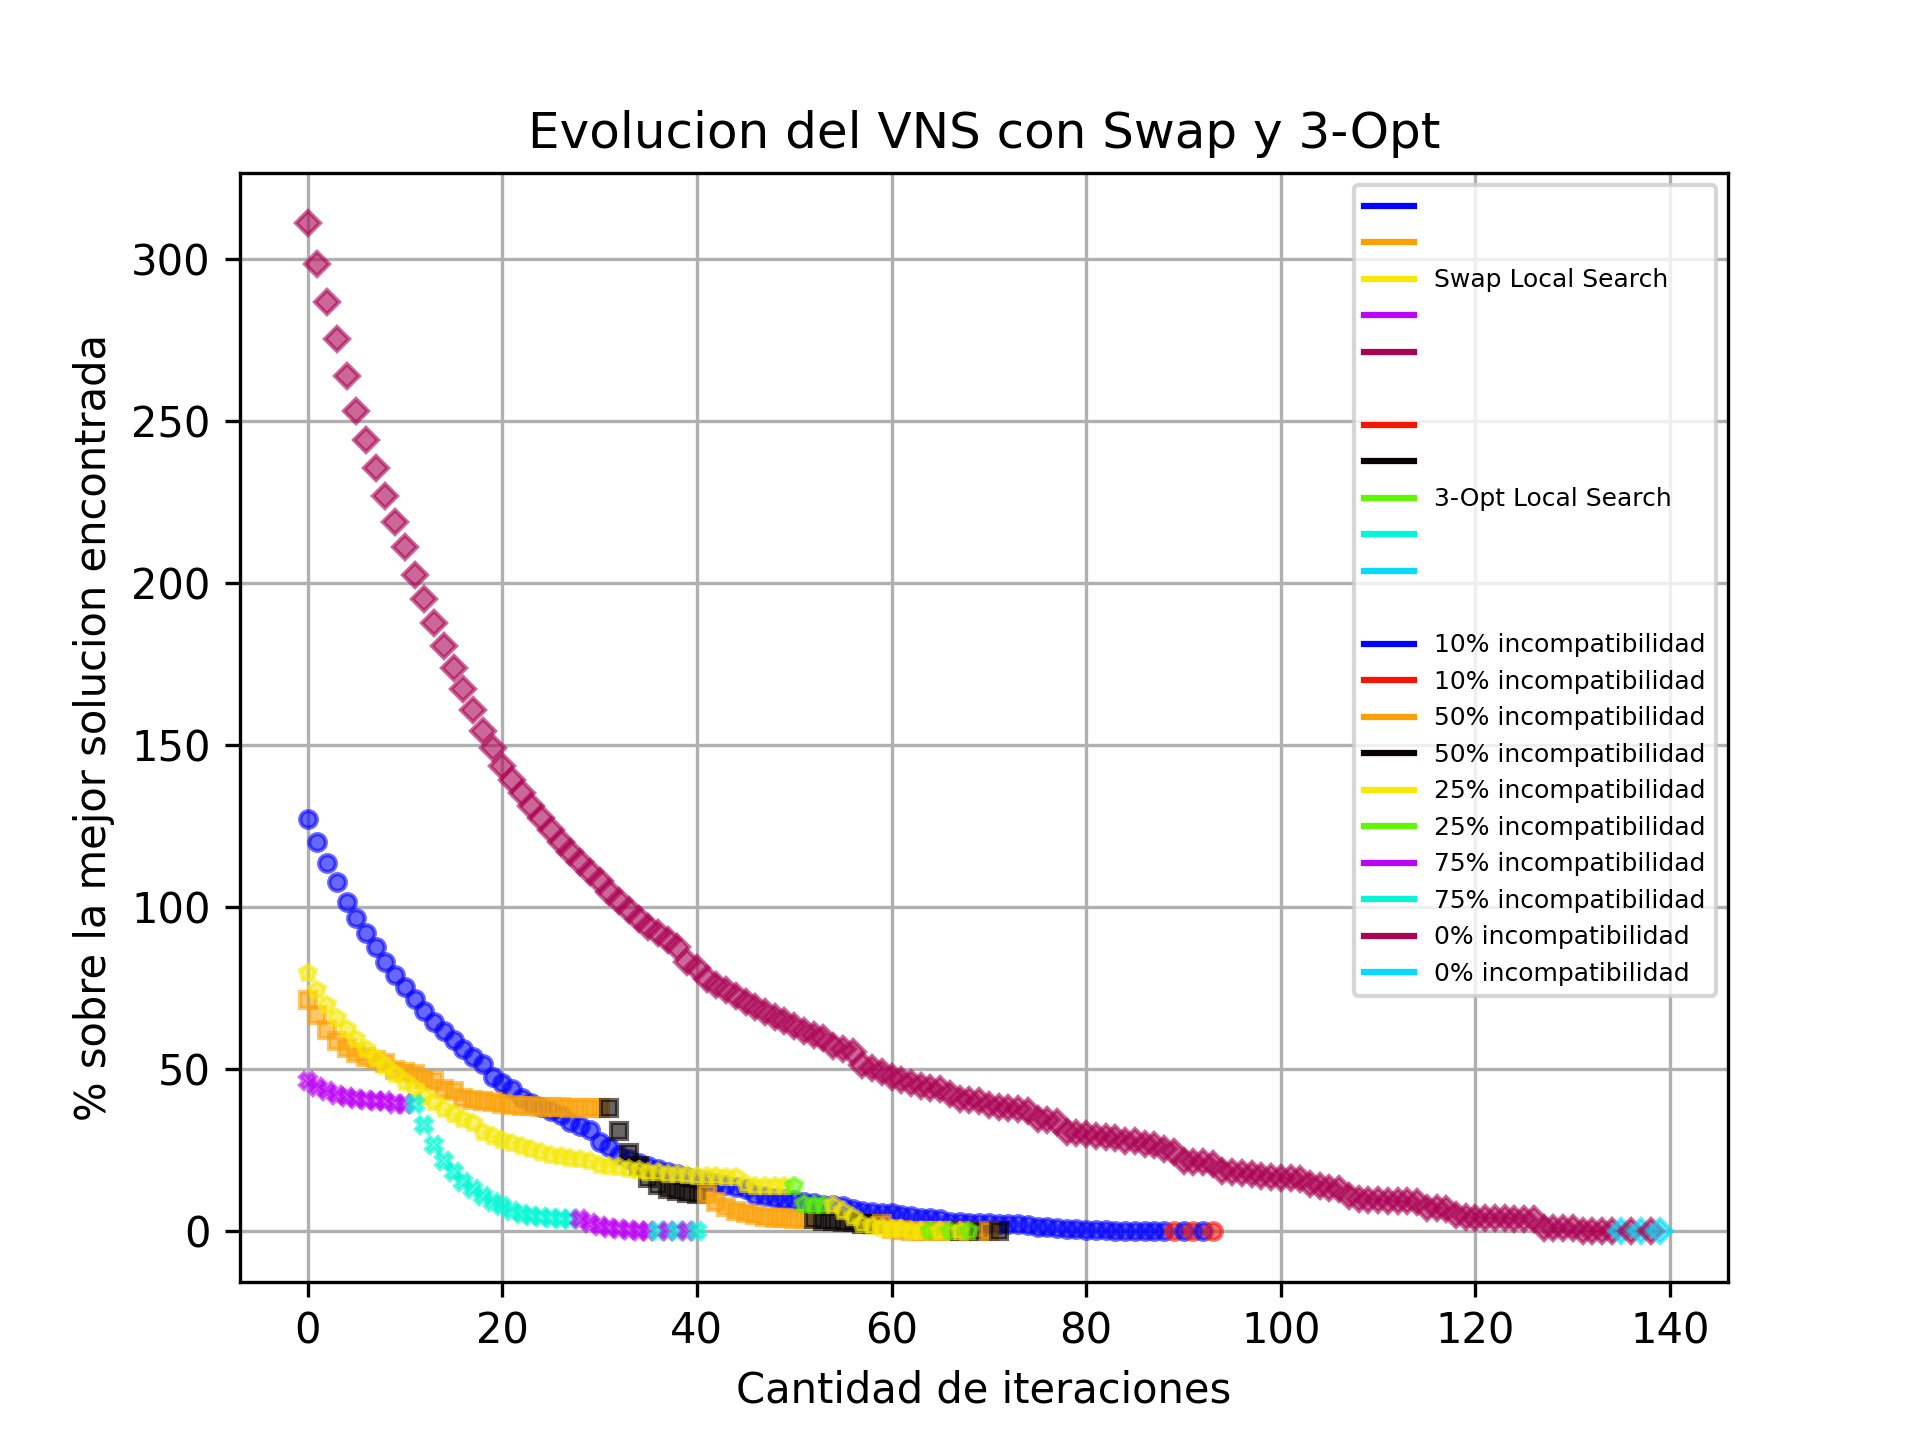 Evolucion del VNS con Swap y 3-Opt
% sobre la mejor solucion encontrada
300
250
200
150
100
50
0
Swap Local Search
3-Opt Local Search
10% incompatibilidad
10% incompatibilidad
50% incompatibilidad
50% incompatibilidad
25% incompatibilidad
25% incompatibilidad
75% incompatibilidad
75% incompatibilidad
0% incompatibilidad
0% incompatibilidad
0 20 40 60 80 100 120 140
Cantidad de iteraciones